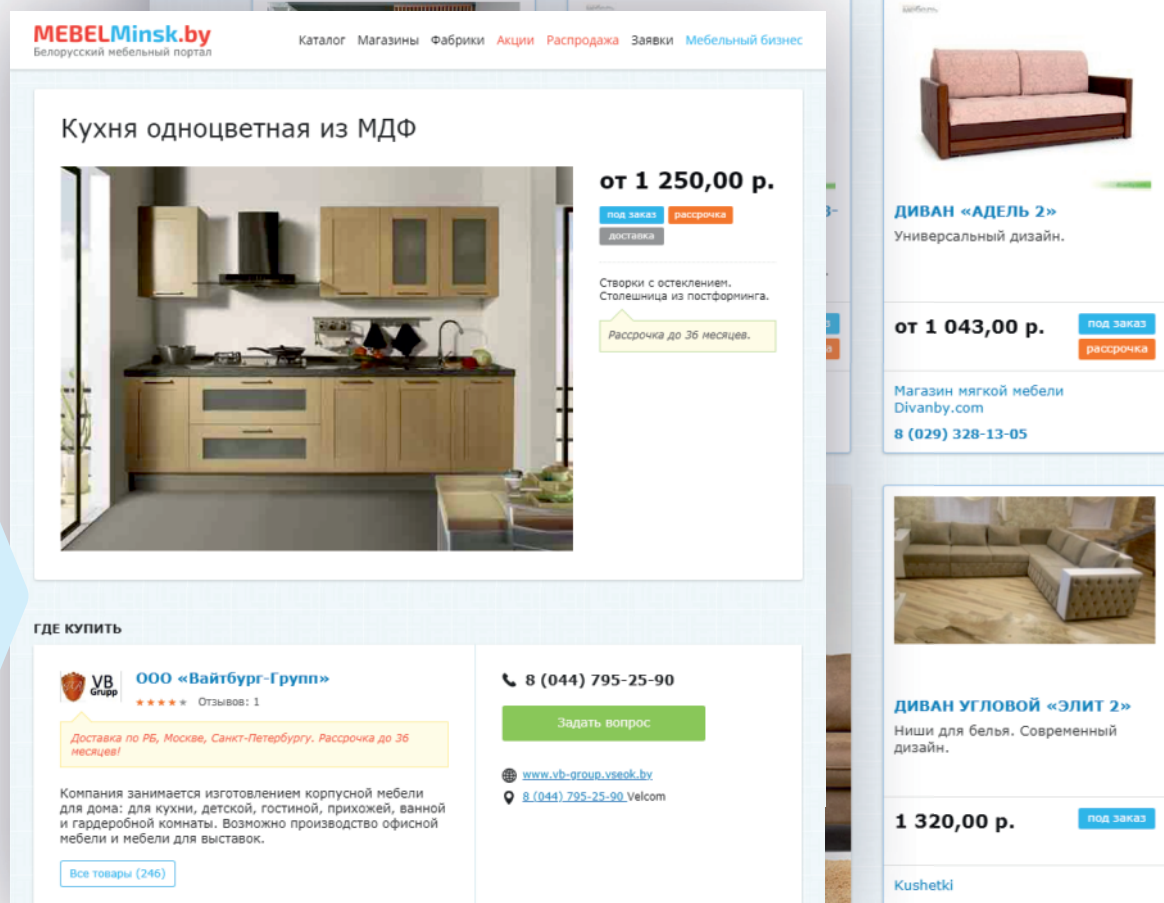 MEBELMinsk.by
Белорусский мебельный портал
Каталог Магазины Фабрики Акции Распродажа Заявки Мебельный бизнес
Кухня одноцветная из МДФ
от 1 250,00 р.
под заказ рассрочка
доставка
Створки с остеклением.
Столешница из постформинга.
Рассрочка до 36 месяцев.
ГДЕ КУПИТЬ
VB
Grupp
ООО «Вайтбург-Групп»
Отзывов: 1
Доставка по РБ, Москве, Санкт-Петербургу. Рассрочка до 36
месяцев!
Компания занимается изготовлением корпусной мебели
для дома: для кухни, детской, гостиной, прихожей, ванной
и гардеробной комнаты. Возможно производство офисной
мебели и мебели для выставок.
Все товары (246)
8 (044) 795-25-90
Задать вопрос
www.vb-group.vseok.by
8 (044) 795-25-90 Velcom
ДИВАН «АДЕЛЬ 2»
Универсальный дизайн.
от 1 043,00 р.
под заказ
рассрочка
Магазин мягкой мебели
Divanby.com
8 (029) 328-13-05
ДИВАН УГЛОВОЙ «ЭЛИТ 2»
Ниши для белья. Современный
дизайн.
1 320,00 р.
под заказ
Kushetki